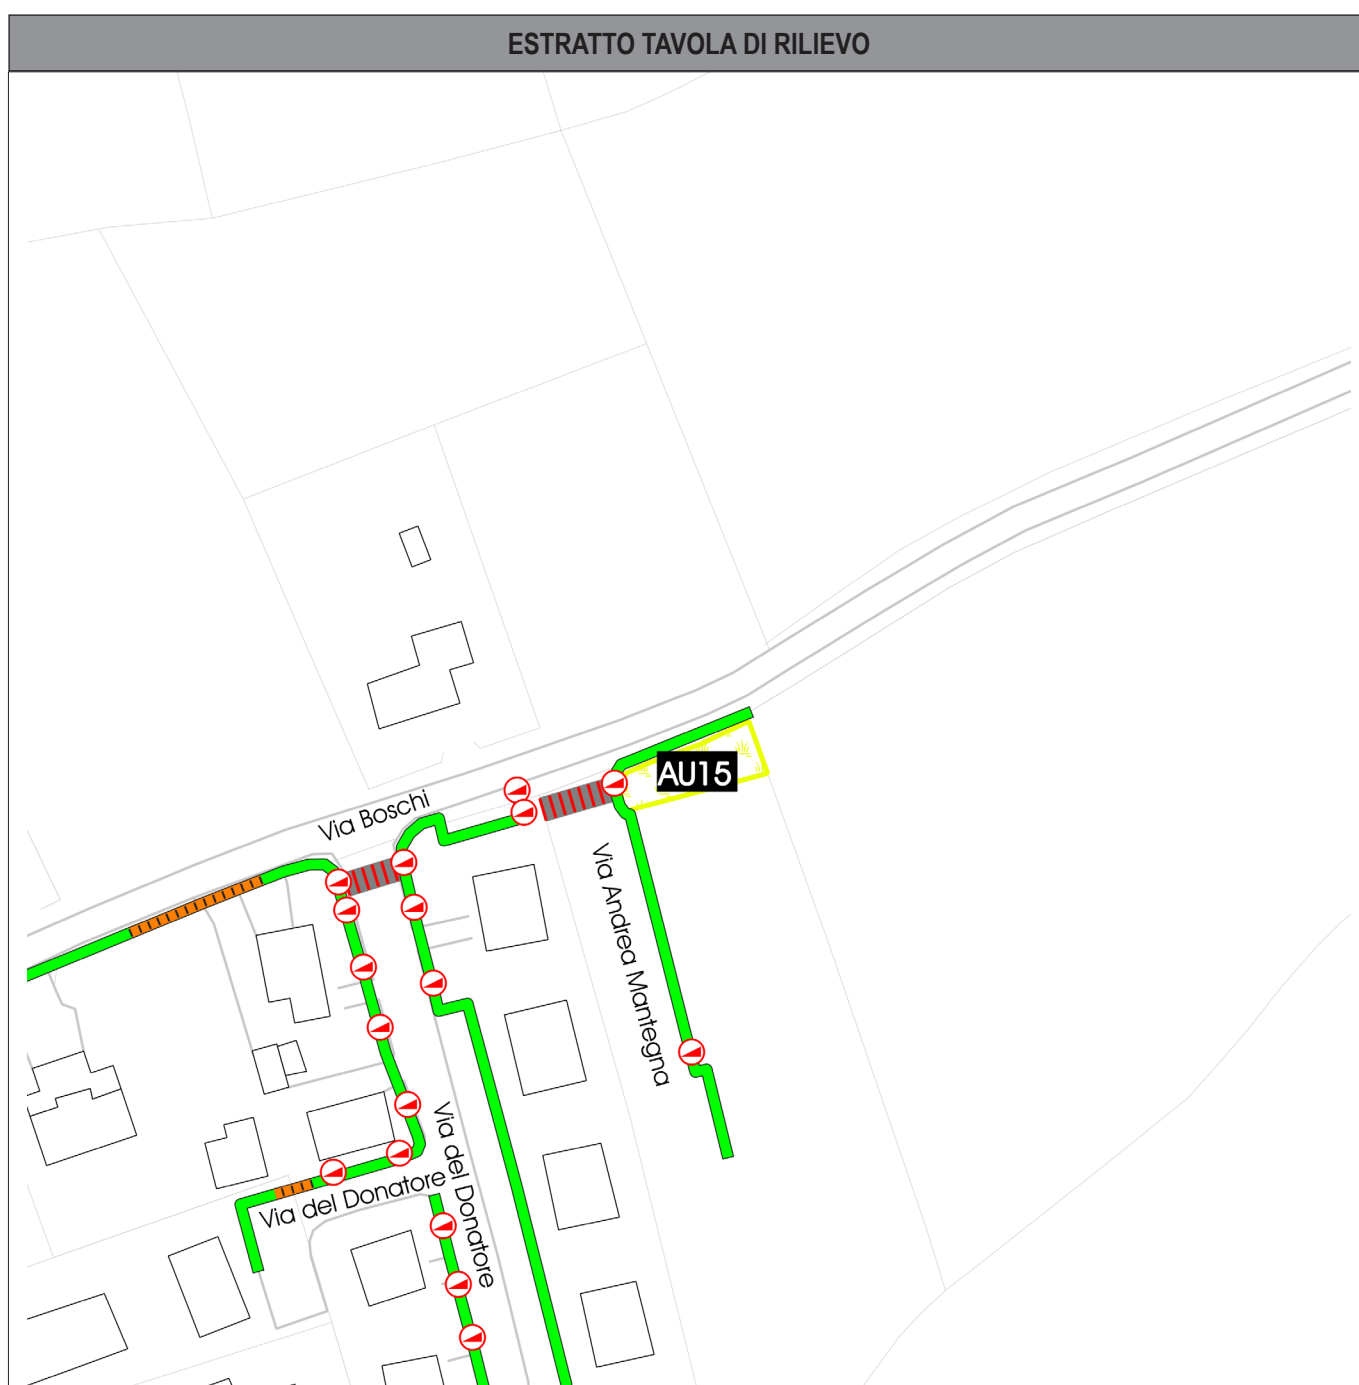 ESTRATTO TAVOLA DI RILIEVO
AU15
Via Boschi
Via Andrea Mantegna
Via del Donatore
Via del Donatore